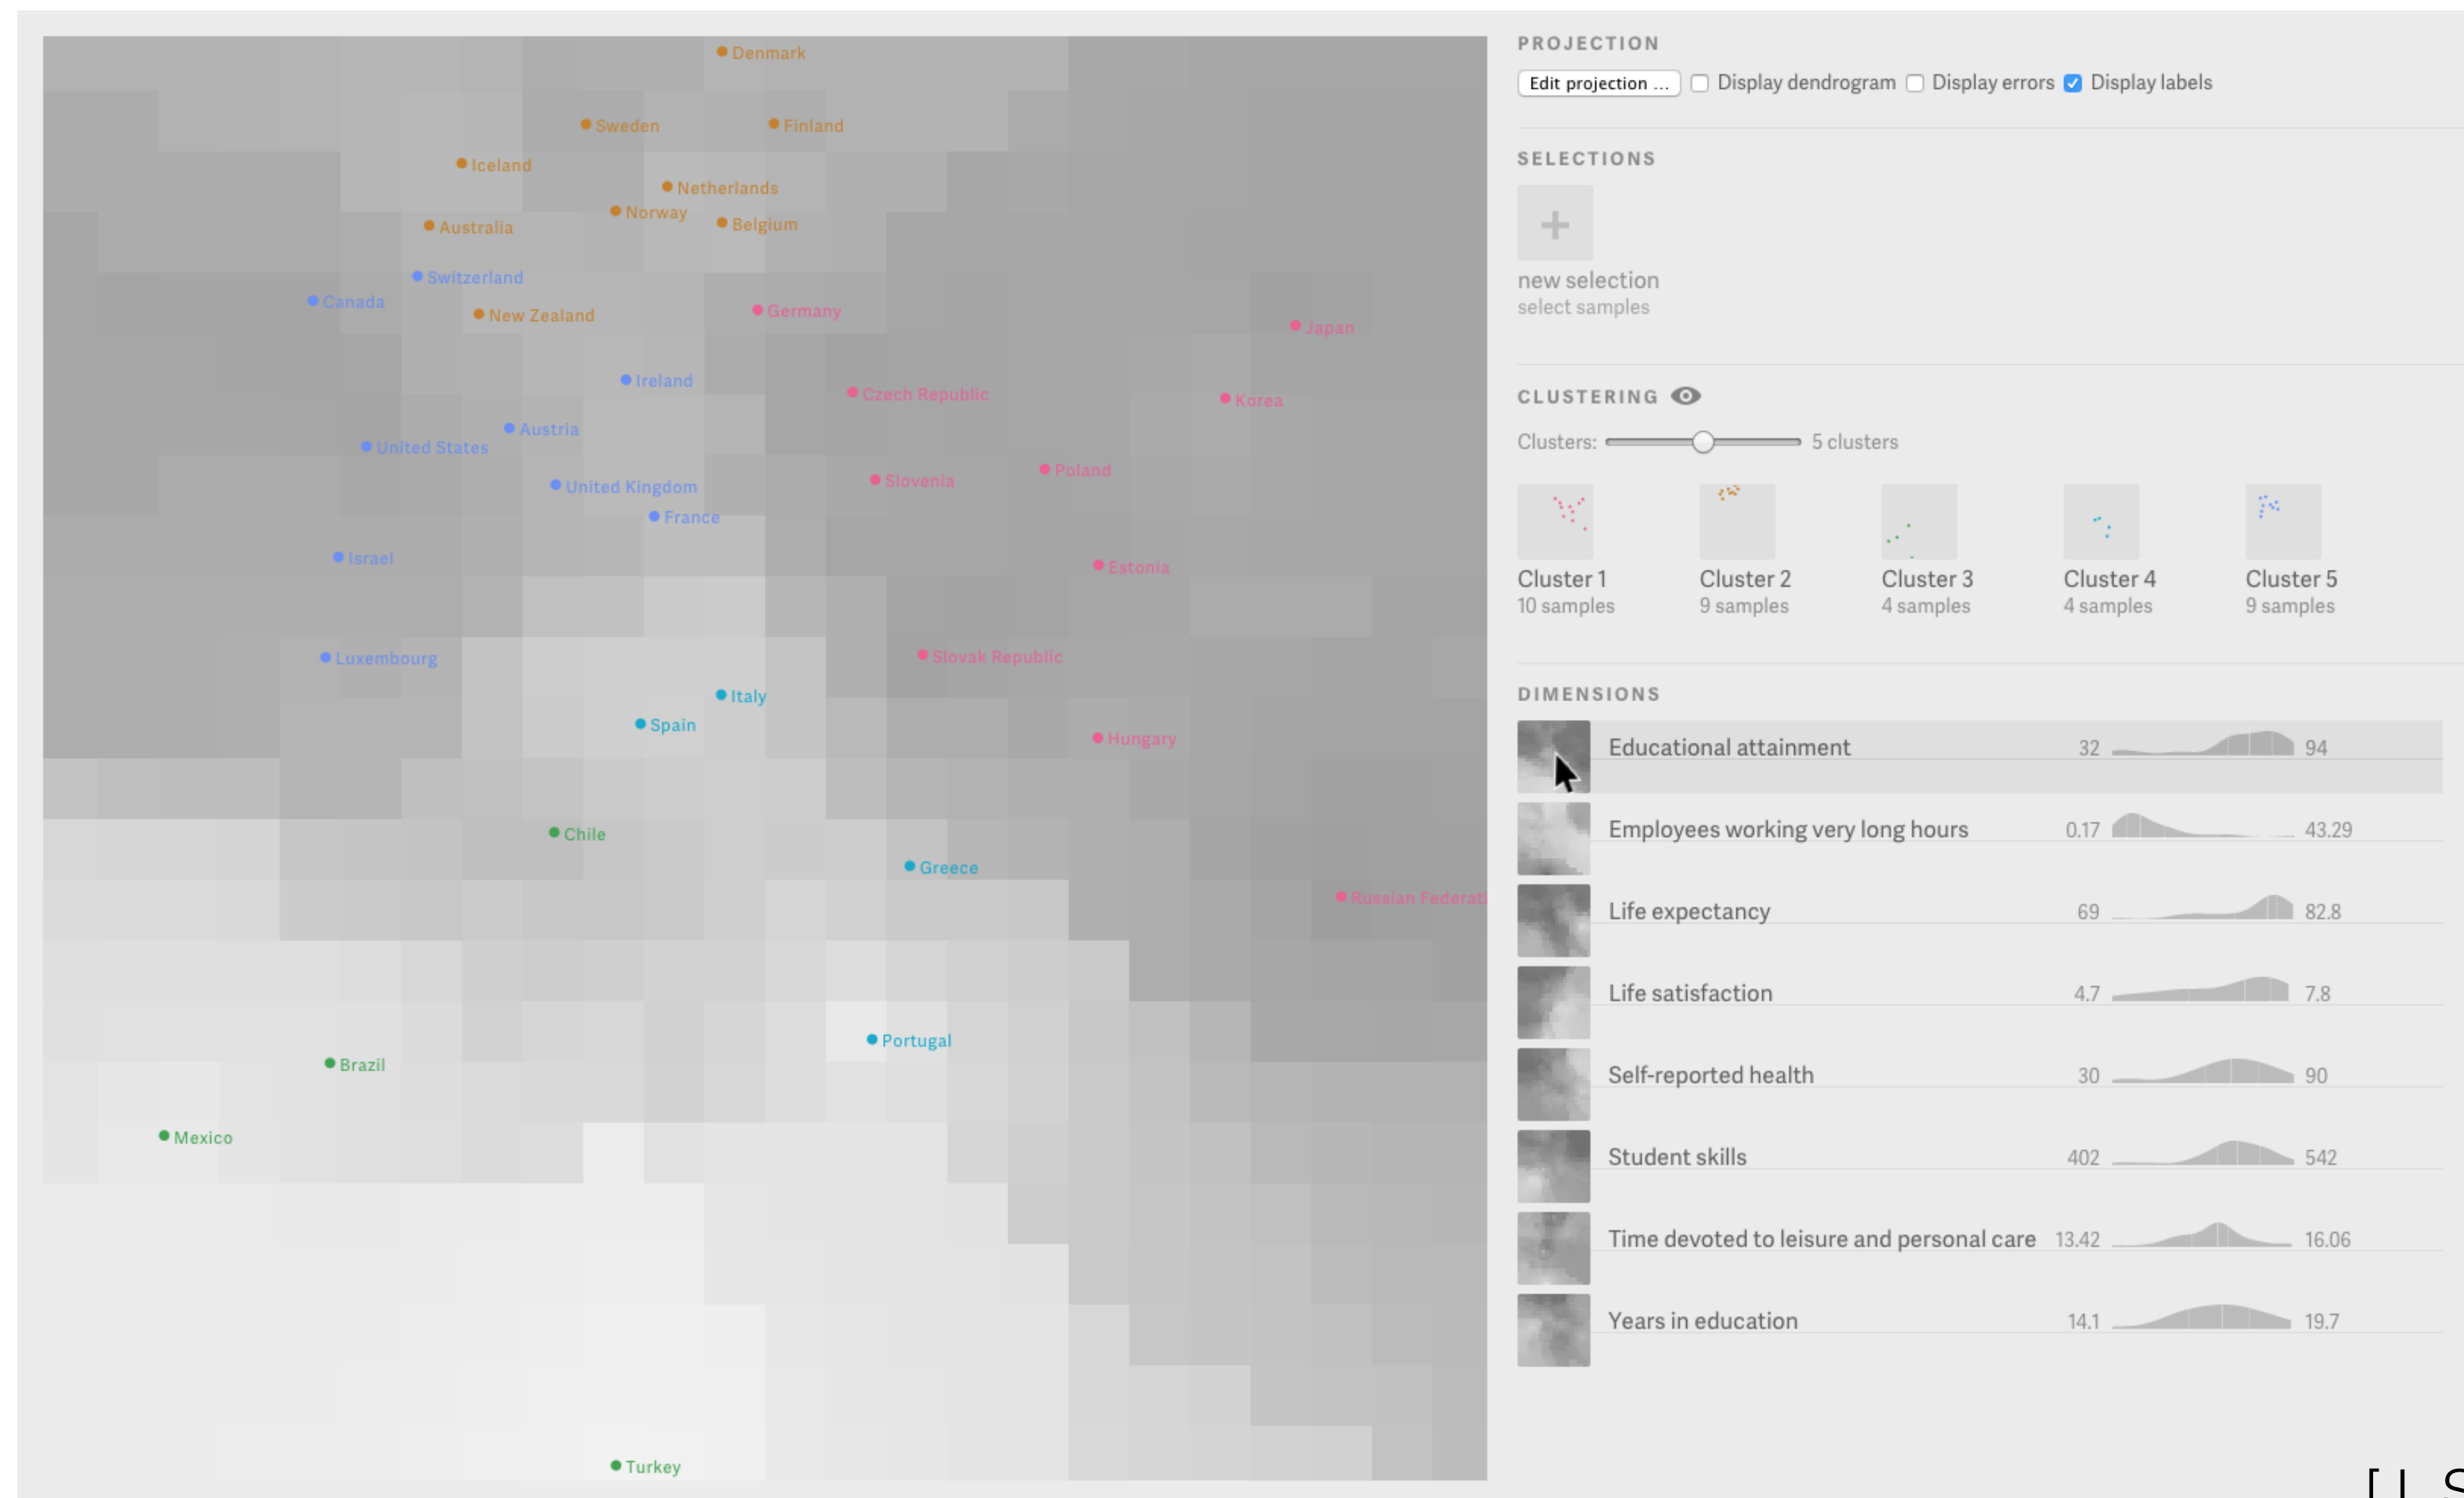 Denmark
Sweden
Finland
Iceland
Netherlands
Norway
Australia
Belgium
Switzerland
Canada
New Zealand
Germany
Japan
Ireland
Czech Republic
Korea
Austria
United States
Poland
Slovenia
United Kingdom
France
Israel
Estonia
Luxembourg
Slovak Republic
Italy
Spain
Hungary
Chile
Greece
Russian Federati
Portugal
Brazil
Mexico
Turkey
PROJECTION
Edit projection ... Display dendrogram Display errors Display labels
SELECTIONS
+
new selection
select samples
CLUSTERING
Clusters: 5 clusters
Cluster 1 Cluster 2 Cluster 3 Cluster 4 Cluster 5
10 samples 9 samples 4 samples 4 samples 9 samples
DIMENSIONS
Educational attainment 32 94
Employees working very long hours 0.17 43.29
Life expectancy 69 82.8
Life satisfaction 4.7 7.8
Self-reported health 30 90
Student skills 402 542
Time devoted to leisure and personal care 13.42 16.06
Years in education 14.1 19.7